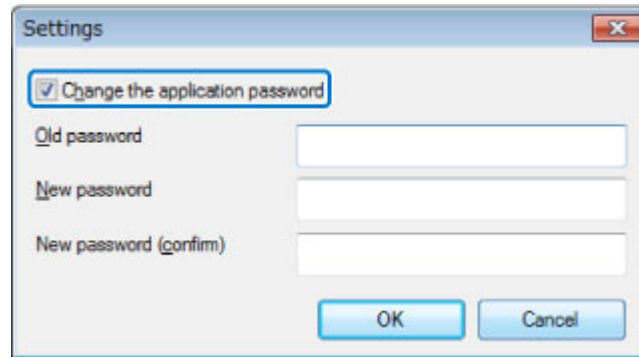 Settings
Change the application password
Old password
New password
New password (confirm)
OK
Cancel